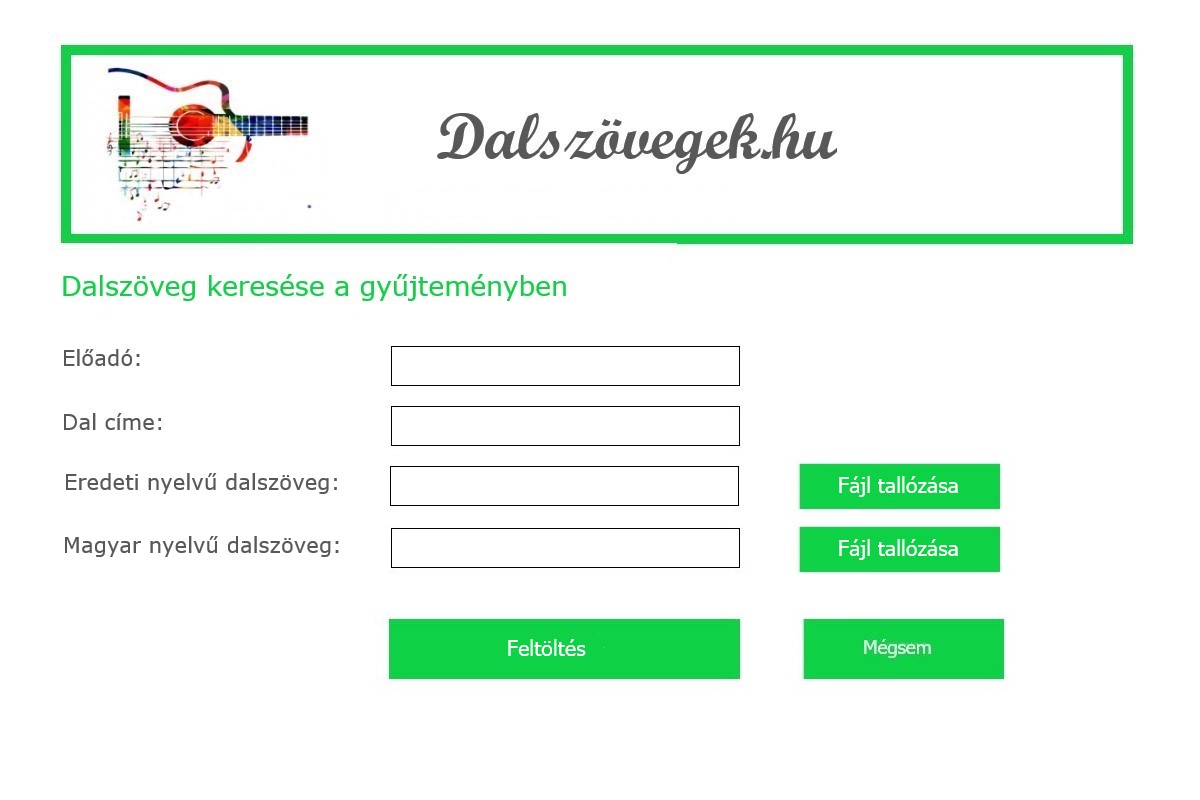 Dalszövegek.hu
Dalszöveg keresése a gyűjteményben
Előadó:
Dal címe:
Eredeti nyelvű dalszöveg:
Fájl tallózása
Magyar nyelvű dalszöveg:
Fájl tallózása
Feltöltés
Mégsem